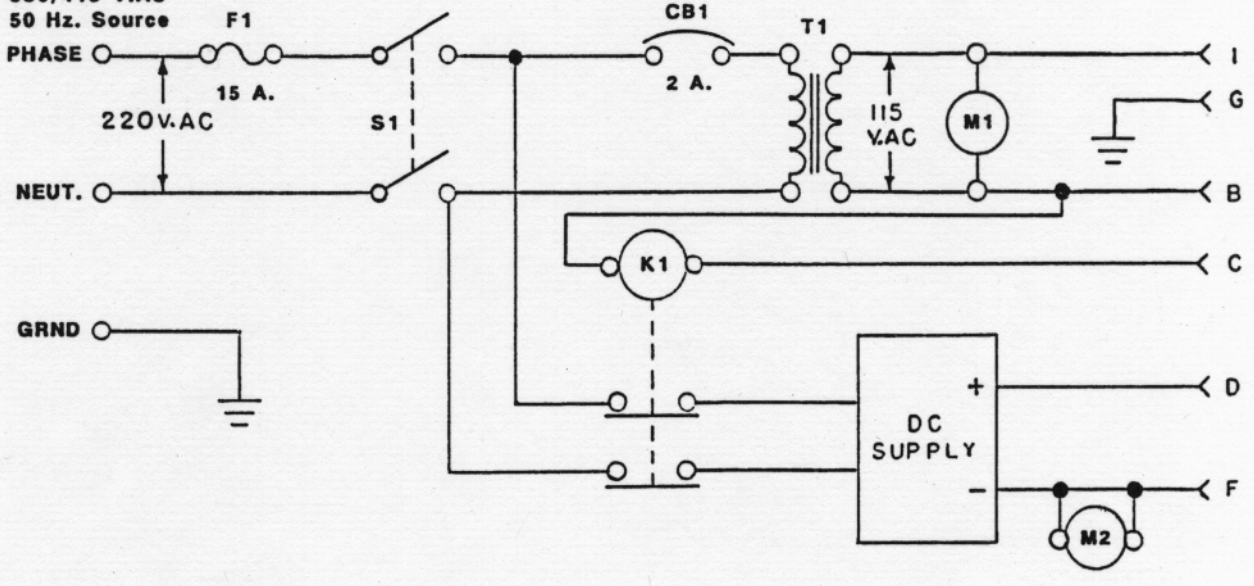 50 Hz. Source
F1
CB1
T1
PHASE
I
15 A.
2 A.
G
220V.AC
S1
115
V.AC
M1
NEUT.
B
K1
C
GRND
+
D
DC
SUPPLY
-
F
M2